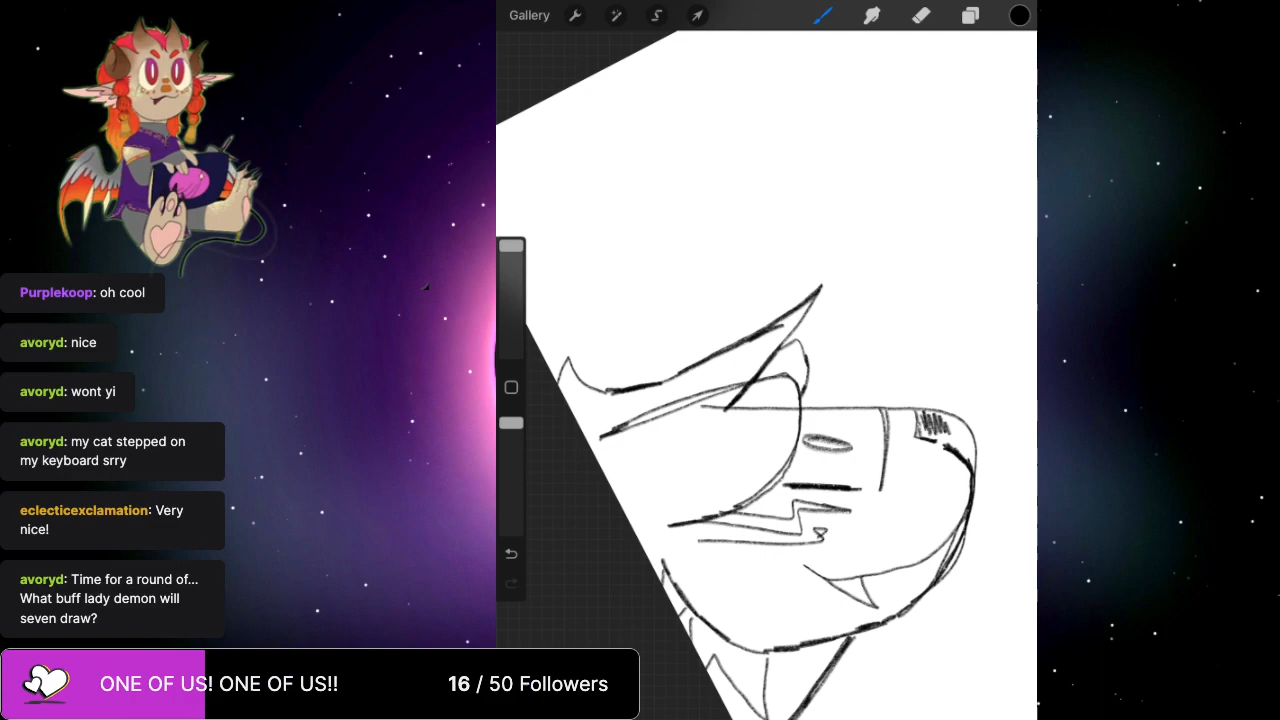 Gallery
Purplekoop: oh cool
avoryd: nice
avoryd: wont yi
avoryd: my cat stepped on
my keyboard srry
eclecticexclamation: Very
nice!
avoryd: Time for a round of...
What buff lady demon will
seven draw?
ONE OF US! ONE OF US!!
16 / 50 Followers